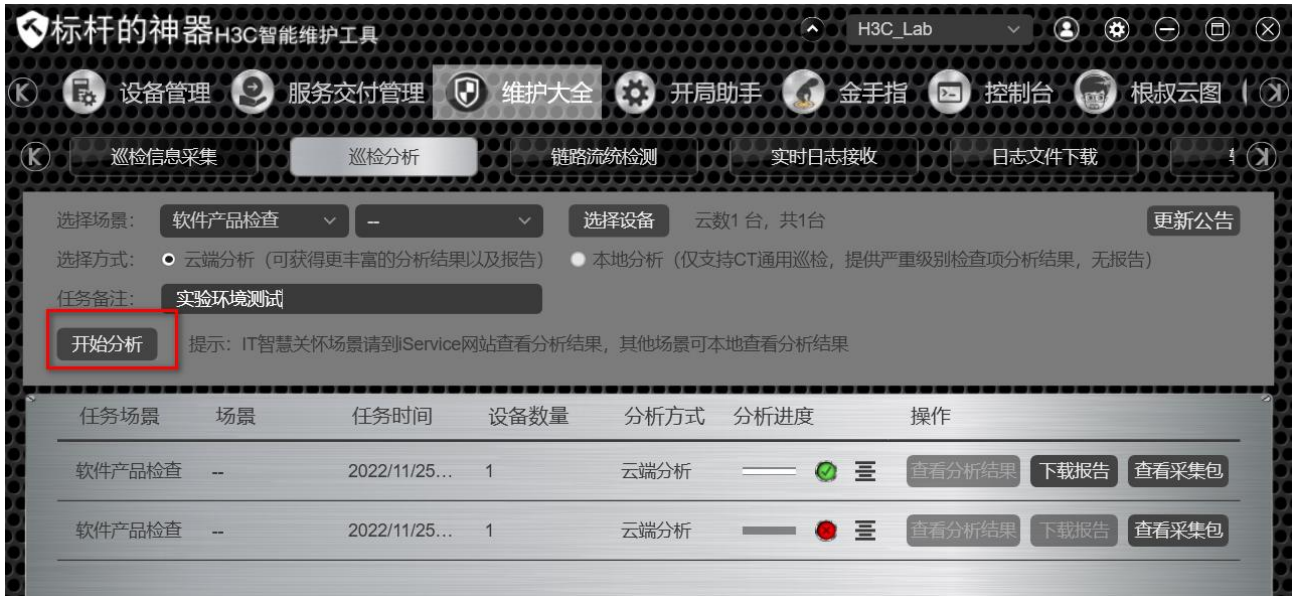 标杆的神器H3C智能维护工具 H3C_Lab
设备管理 服务交付管理 维护大全 开局助手 金手指 控制台 根叔云图
巡检信息采集 巡检分析 链路流统检测 实时日志接收 日志文件下载
选择场景: 软件产品检查 -- 选择设备 云数1 台，共1台 更新公告
选择方式: 云端分析（可获得更丰富的分析结果以及报告） 本地分析（仅支持CT通用巡检，提供严重级别检查项分析结果，无报告）
任务备注: 实验环境测试
开始分析 提示：IT智慧关怀场景请到iService网站查看分析结果，其他场景可本地查看分析结果
任务场景 场景 任务时间 设备数量 分析方式 分析进度 操作
软件产品检查 -- 2022/11/25... 1 云端分析 查看分析结果 下载报告 查看采集包
软件产品检查 -- 2022/11/25... 1 云端分析 查看分析结果 下载报告 查看采集包